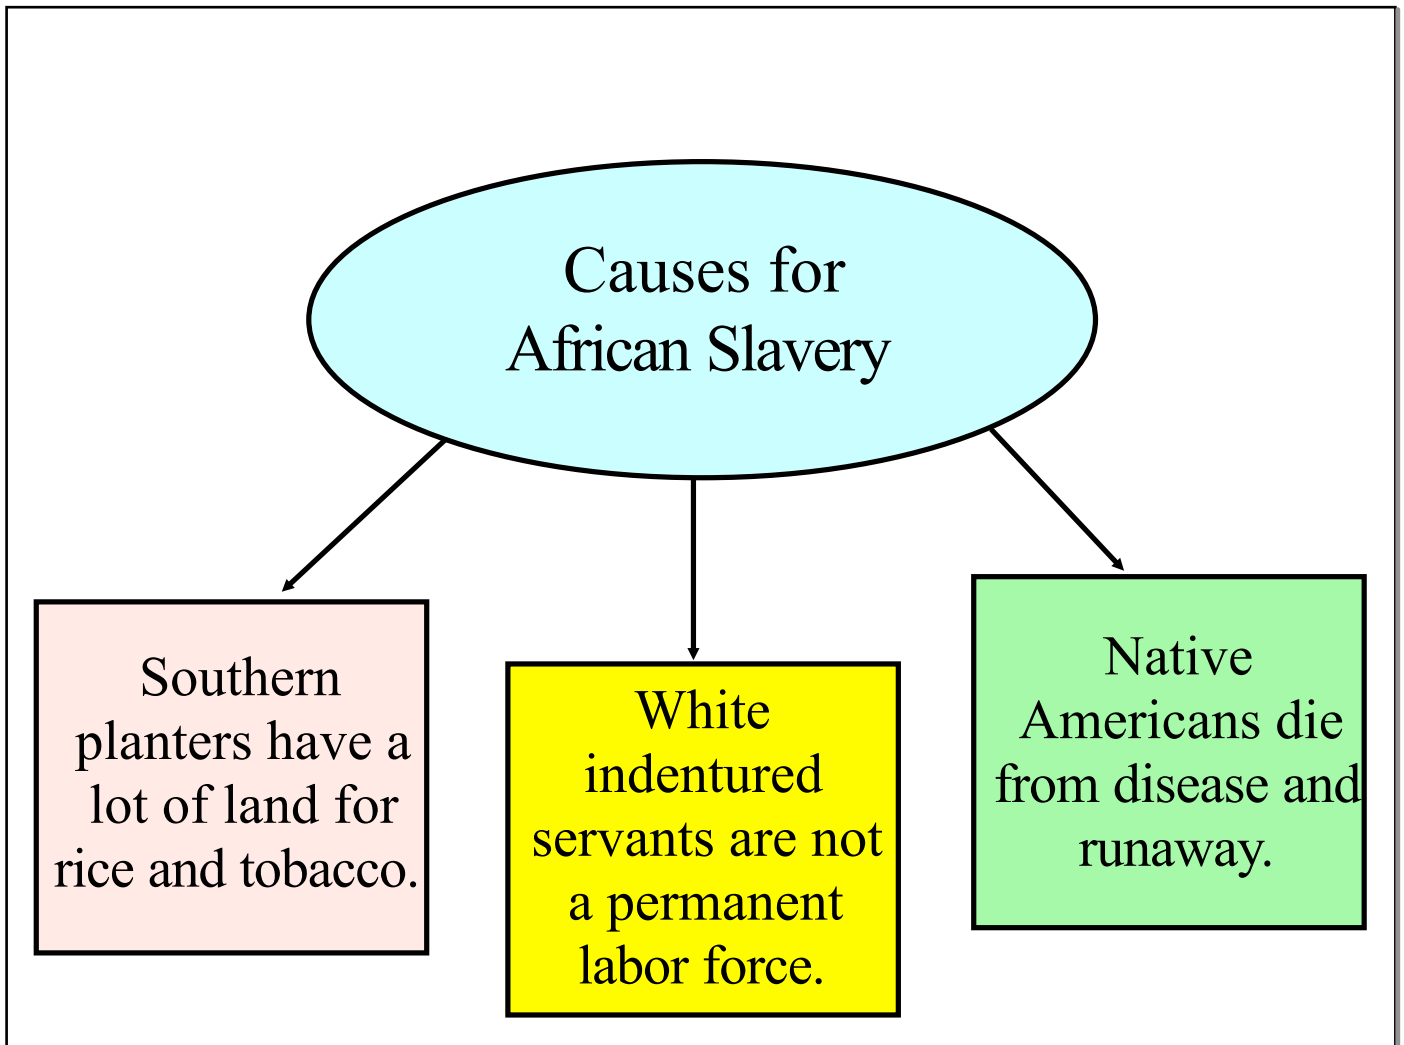 Causes for
African Slavery
Southern
planters have a
lot of land for
rice and tobacco.
White
indentured
servants are not
a permanent
labor force.
Native
Americans die
from disease and
runaway.